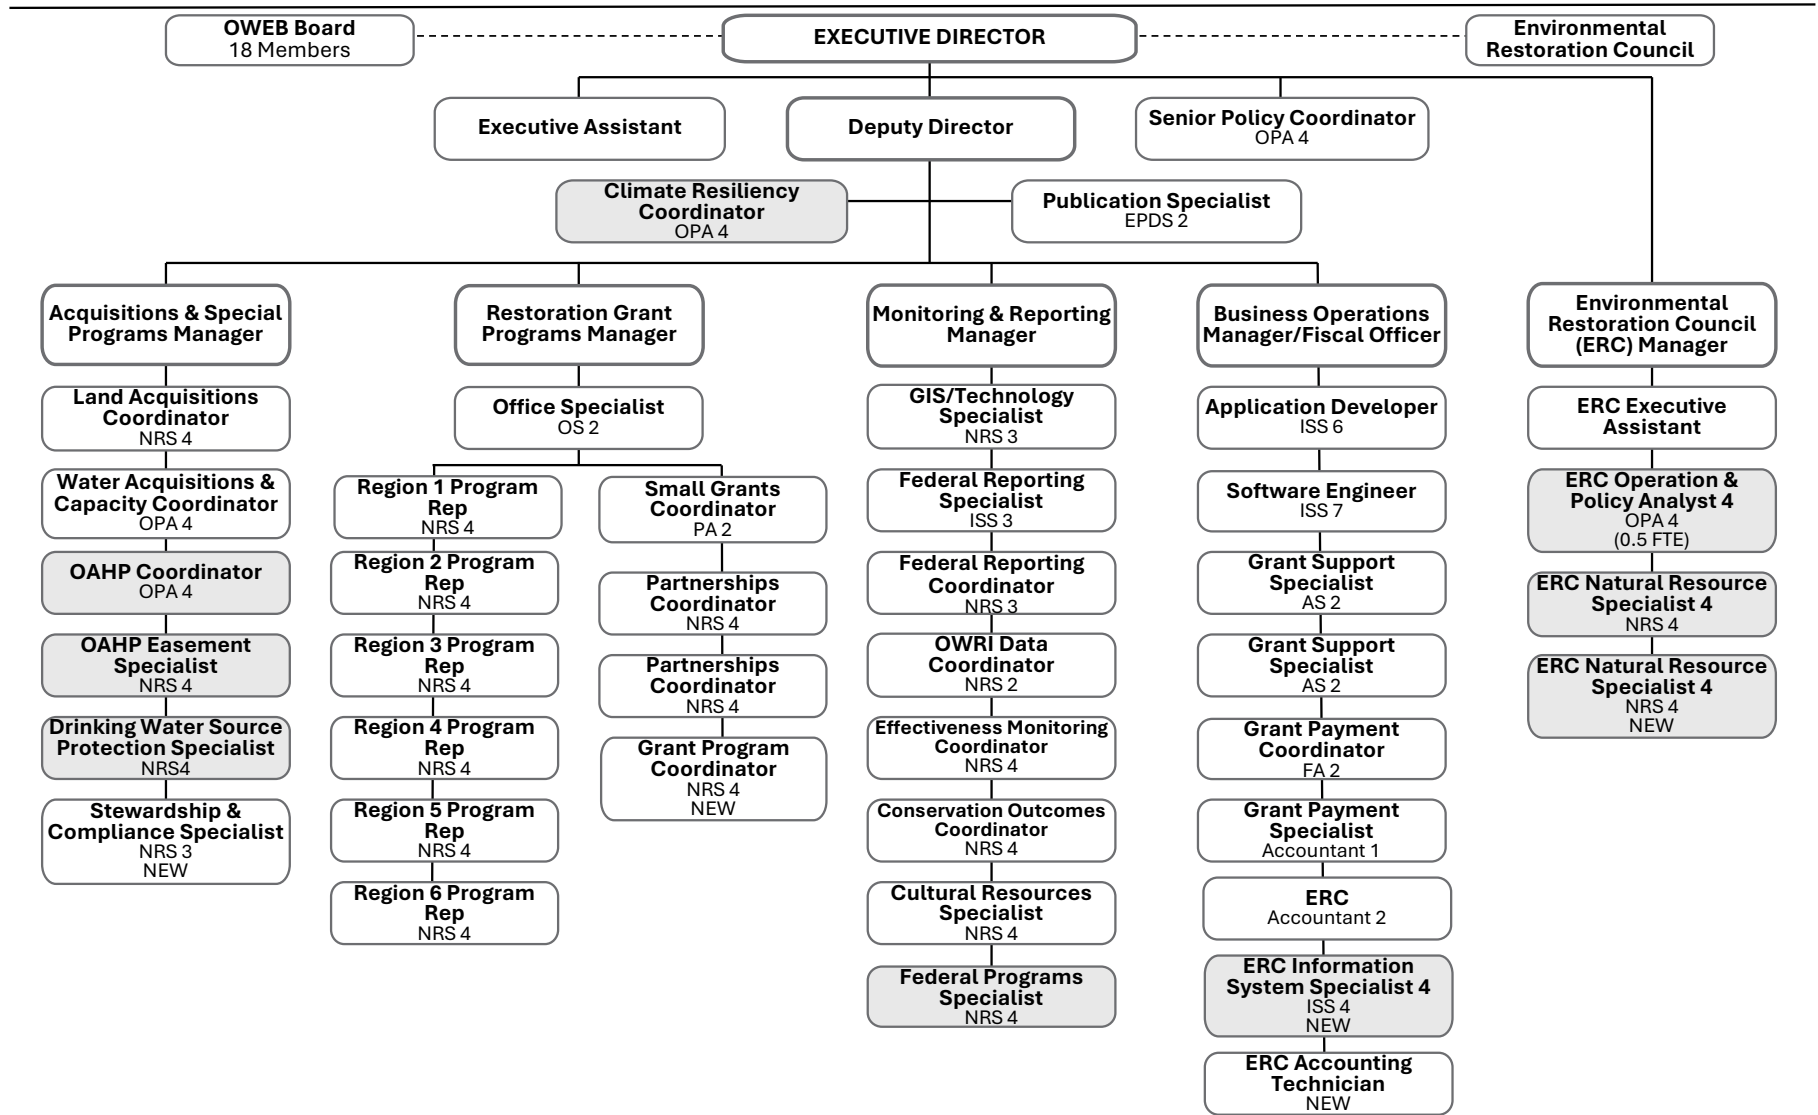 OWEB Board
18 Members
EXECUTIVE DIRECTOR
Environmental
Restoration Council
Executive Assistant
Deputy Director
Senior Policy Coordinator
OPA 4
Climate Resiliency
Coordinator
OPA 4
Publication Specialist
EPDS 2
Acquisitions & Special
Programs Manager
Land Acquisitions
Coordinator
NRS 4
Water Acquisitions &
Capacity Coordinator
OPA 4
OAHP Coordinator
OPA 4
OAHP Easement
Specialist
NRS 4
Drinking Water Source
Protection Specialist
NRS4
Stewardship &
Compliance Specialist
NRS 3
NEW
Restoration Grant
Programs Manager
Office Specialist
OS 2
Region 1 Program
Rep
NRS 4
Region 2 Program
Rep
NRS 4
Region 3 Program
Rep
NRS 4
Region 4 Program
Rep
NRS 4
Region 5 Program
Rep
NRS 4
Region 6 Program
Rep
NRS 4
Small Grants
Coordinator
PA 2
Partnerships
Coordinator
NRS 4
Partnerships
Coordinator
NRS 4
Grant Program
Coordinator
NRS 4
NEW
Monitoring & Reporting
Manager
GIS/Technology
Specialist
NRS 3
Federal Reporting
Specialist
ISS 3
Federal Reporting
Coordinator
NRS 3
OWRI Data
Coordinator
NRS 2
Effectiveness Monitoring
Coordinator
NRS 4
Conservation Outcomes
Coordinator
NRS 4
Cultural Resources
Specialist
NRS 4
Federal Programs
Specialist
NRS 4
Business Operations
Manager/Fiscal Officer
Application Developer
ISS 6
Software Engineer
ISS 7
Grant Support
Specialist
AS 2
Grant Support
Specialist
AS 2
Grant Payment
Coordinator
FA 2
Grant Payment
Specialist
Accountant 1
ERC
Accountant 2
ERC Information
System Specialist 4
ISS 4
NEW
ERC Accounting
Technician
NEW
Environmental
Restoration Council
(ERC) Manager
ERC Executive
Assistant
ERC Operation &
Policy Analyst 4
OPA 4
(0.5 FTE)
ERC Natural Resource
Specialist 4
NRS 4
ERC Natural Resource
Specialist 4
NRS 4
NEW